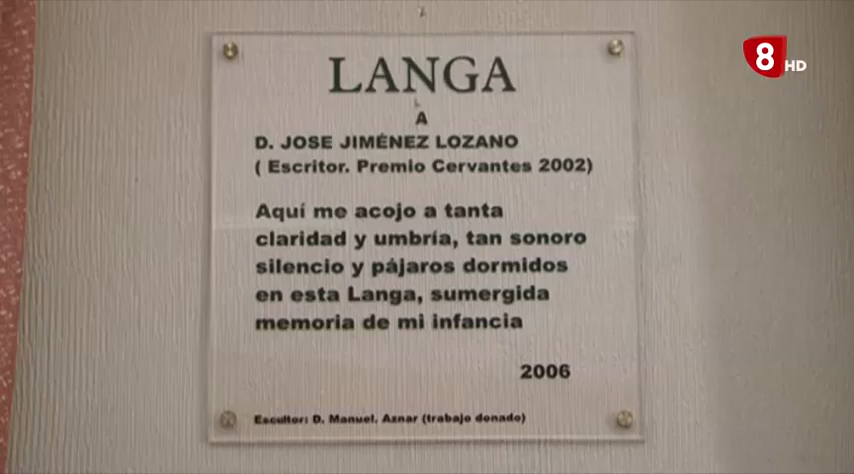 8 HD
LANGA
A
D. JOSE JIMÉNEZ LOZANO
( Escritor. Premio Cervantes 2002)
Aquí me acojo a tanta
claridad y umbría, tan sonoro
silencio y pájaros dormidos
en esta Langa, sumergida
memoria de mi infancia
2006
Escultor: D. Manuel. Aznar (trabajo donado)